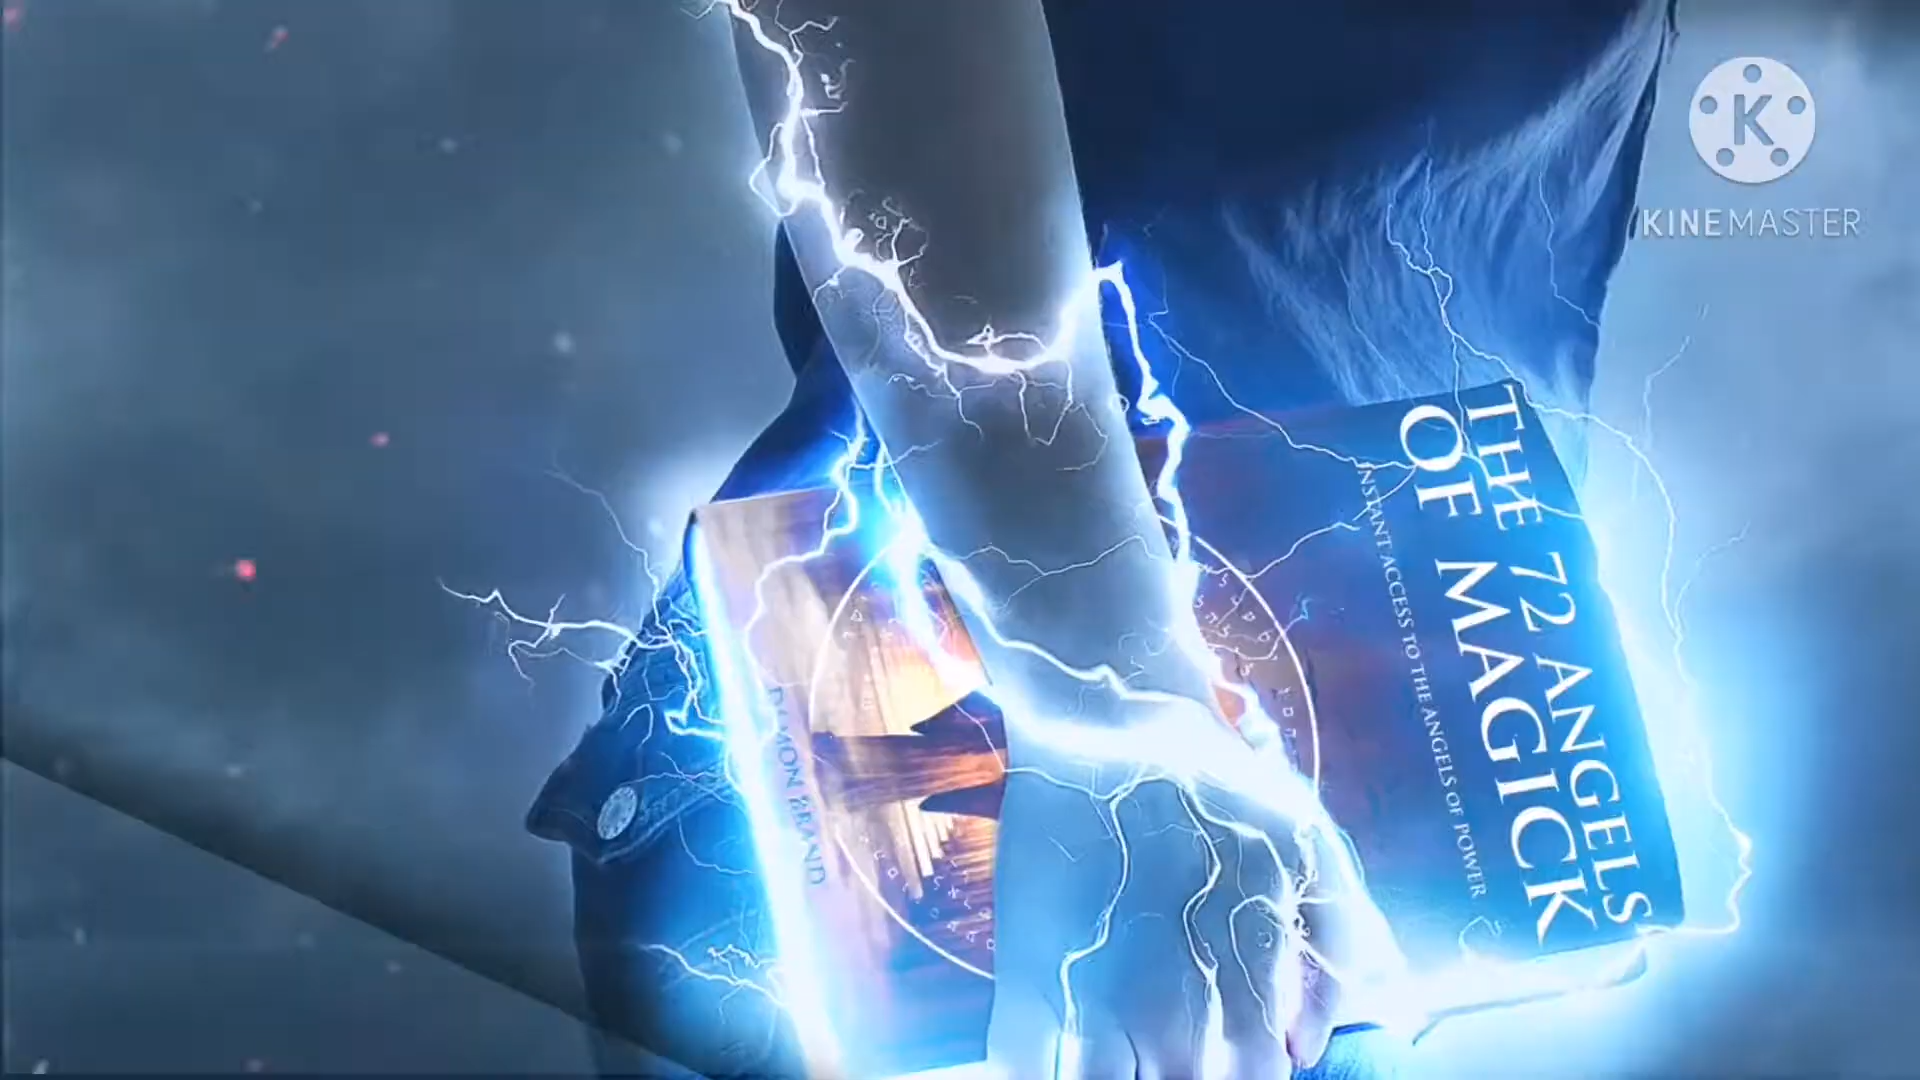 THE 72 ANGELS
OF MAGICK
INSTANT ACCESS TO THE ANGELS OF POWER
DAMON BRAND
K
KINEMASTER